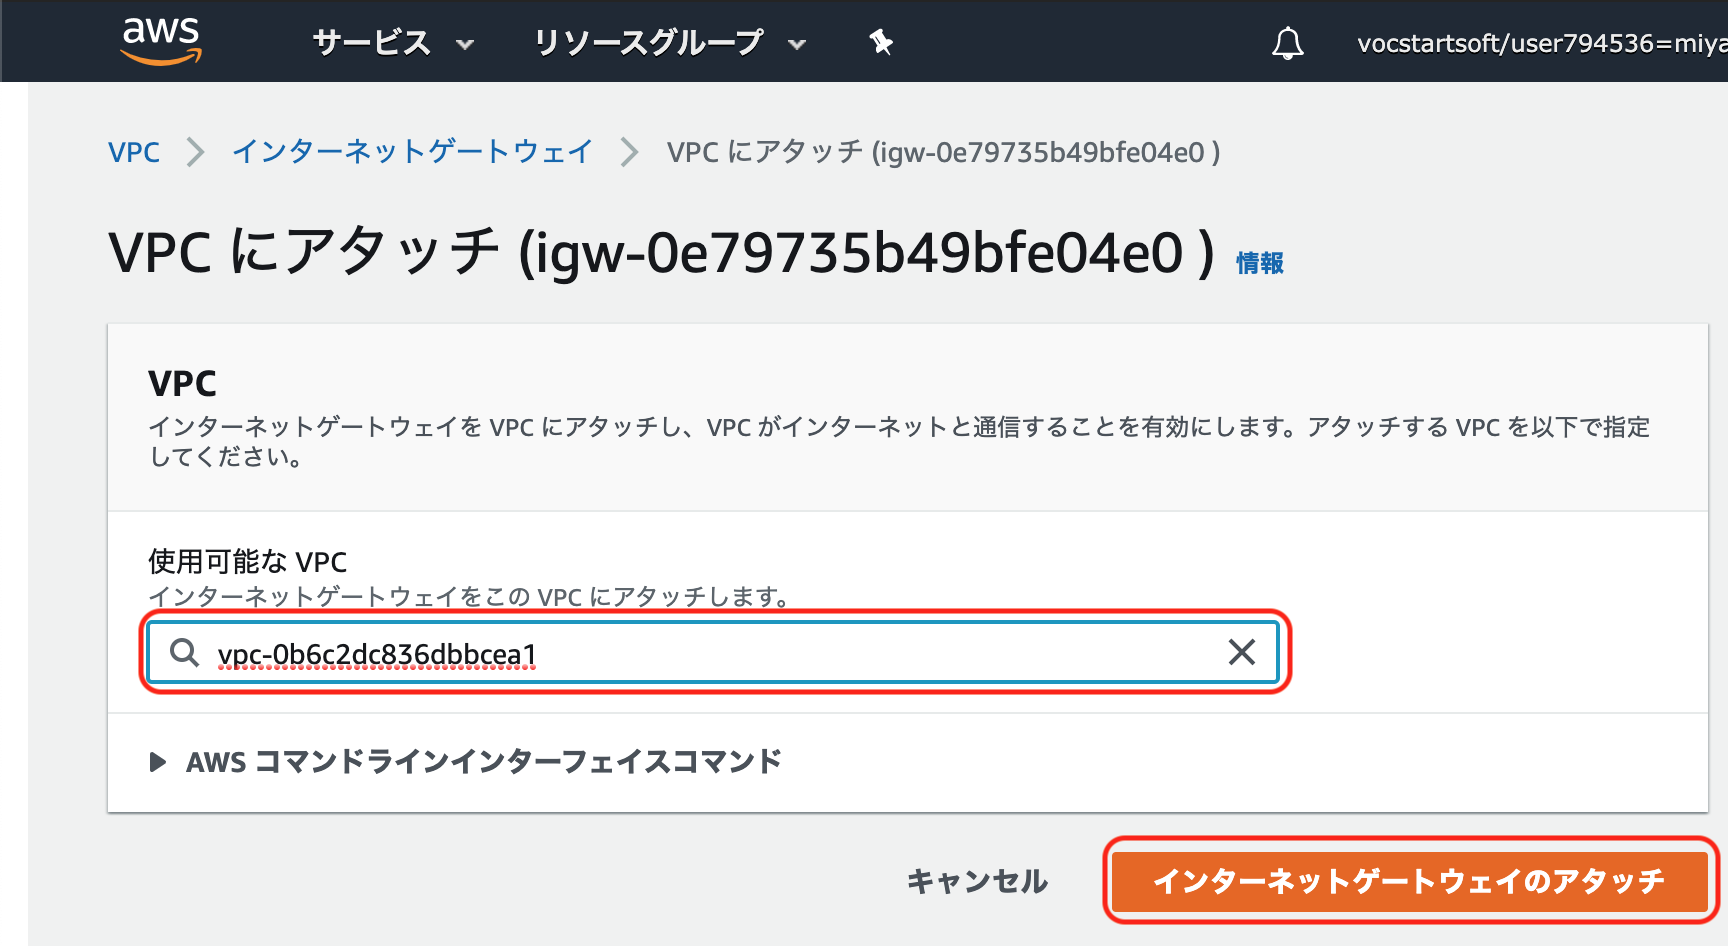 aws サービス リソースグループ vocstartsoft/user794536=miya
VPC インターネットゲートウェイ VPC にアタッチ (igw-0e79735b49bfe04e0 )
VPC にアタッチ (igw-0e79735b49bfe04e0 ) 情報
VPC
インターネットゲートウェイを VPC にアタッチし、VPC がインターネットと通信することを有効にします。アタッチする VPC を以下で指定
してください。
使用可能な VPC
インターネットゲートウェイをこの VPC にアタッチします。
vpc-0b6c2dc836dbbcea1
AWS コマンドラインインターフェイスコマンド
キャンセル インターネットゲートウェイのアタッチ